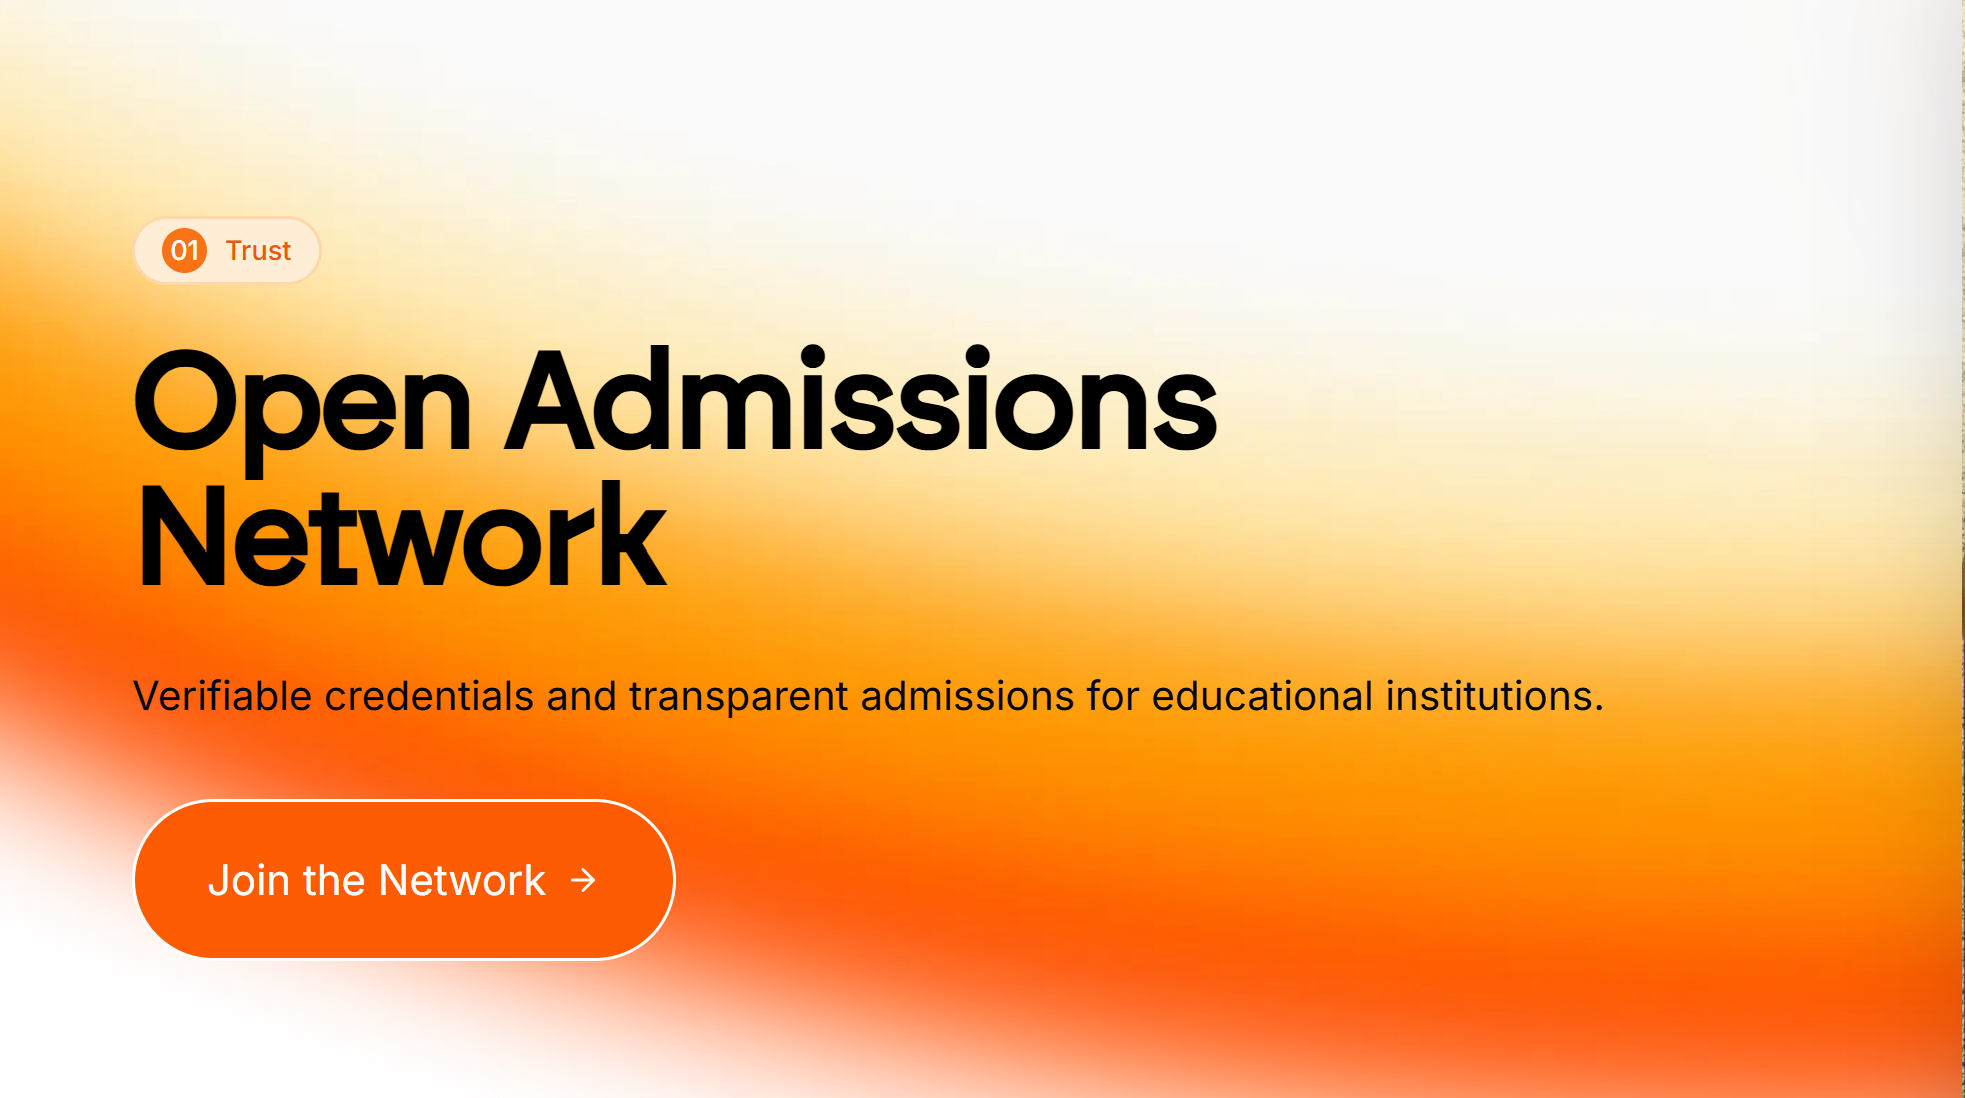 01 Trust
Open Admissions
Network
Verifiable credentials and transparent admissions for educational institutions.
Join the Network →